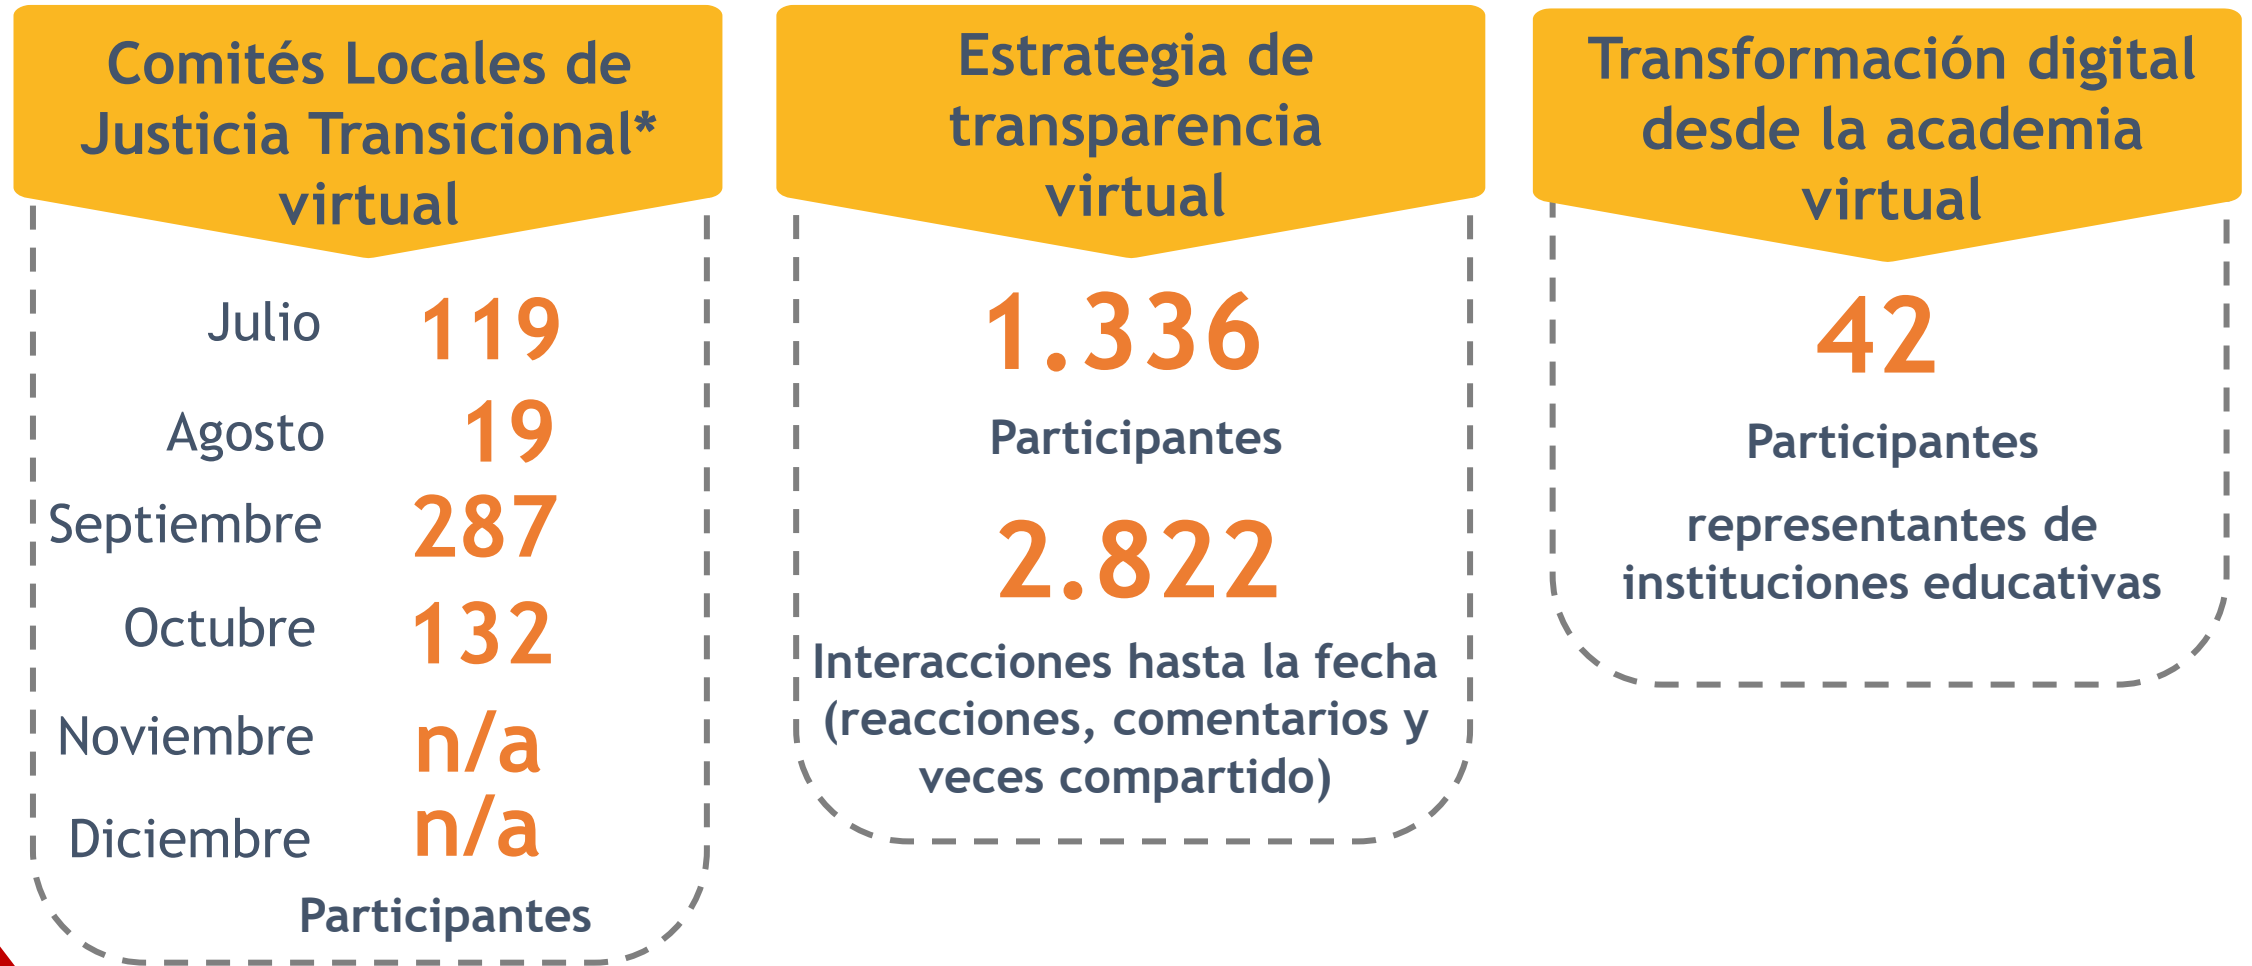 Comités Locales de
Justicia Transicional*
virtual
Julio 119
Agosto 19
Septiembre 287
Octubre 132
Noviembre n/a
Diciembre n/a
Participantes
Estrategia de
transparencia
virtual
1.336
Participantes
2.822
Interacciones hasta la fecha
(reacciones, comentarios y
veces compartido)
Transformación digital
desde la academia
virtual
42
Participantes
representantes de
instituciones educativas